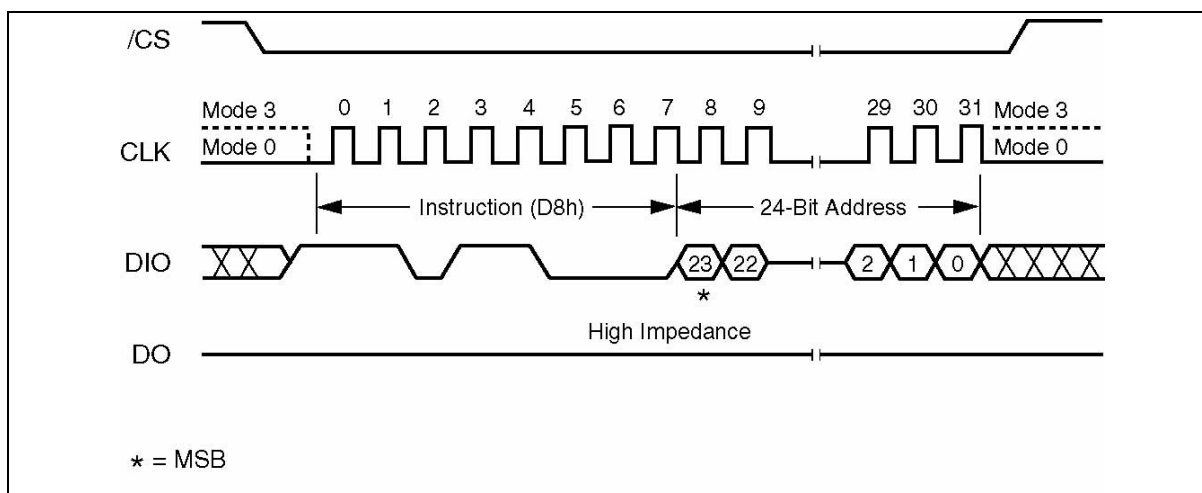 /CS
Mode 3
0 1 2 3 4 5 6 7 8 9 29 30 31
Mode 3
CLK
Mode 0
Mode 0
Instruction (D8h)
24-Bit Address
DIO
23 22 2 1 0
*
High Impedance
DO
* = MSB